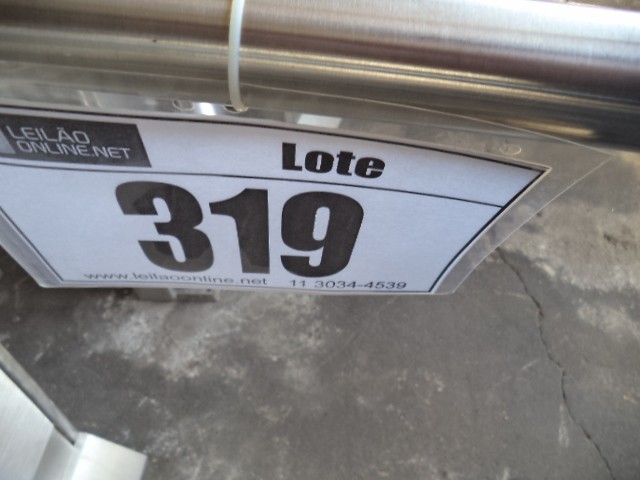 LEILÃO
ONLINE.NET
Lote
319
www.leilaoonline.net 11 3034-4539